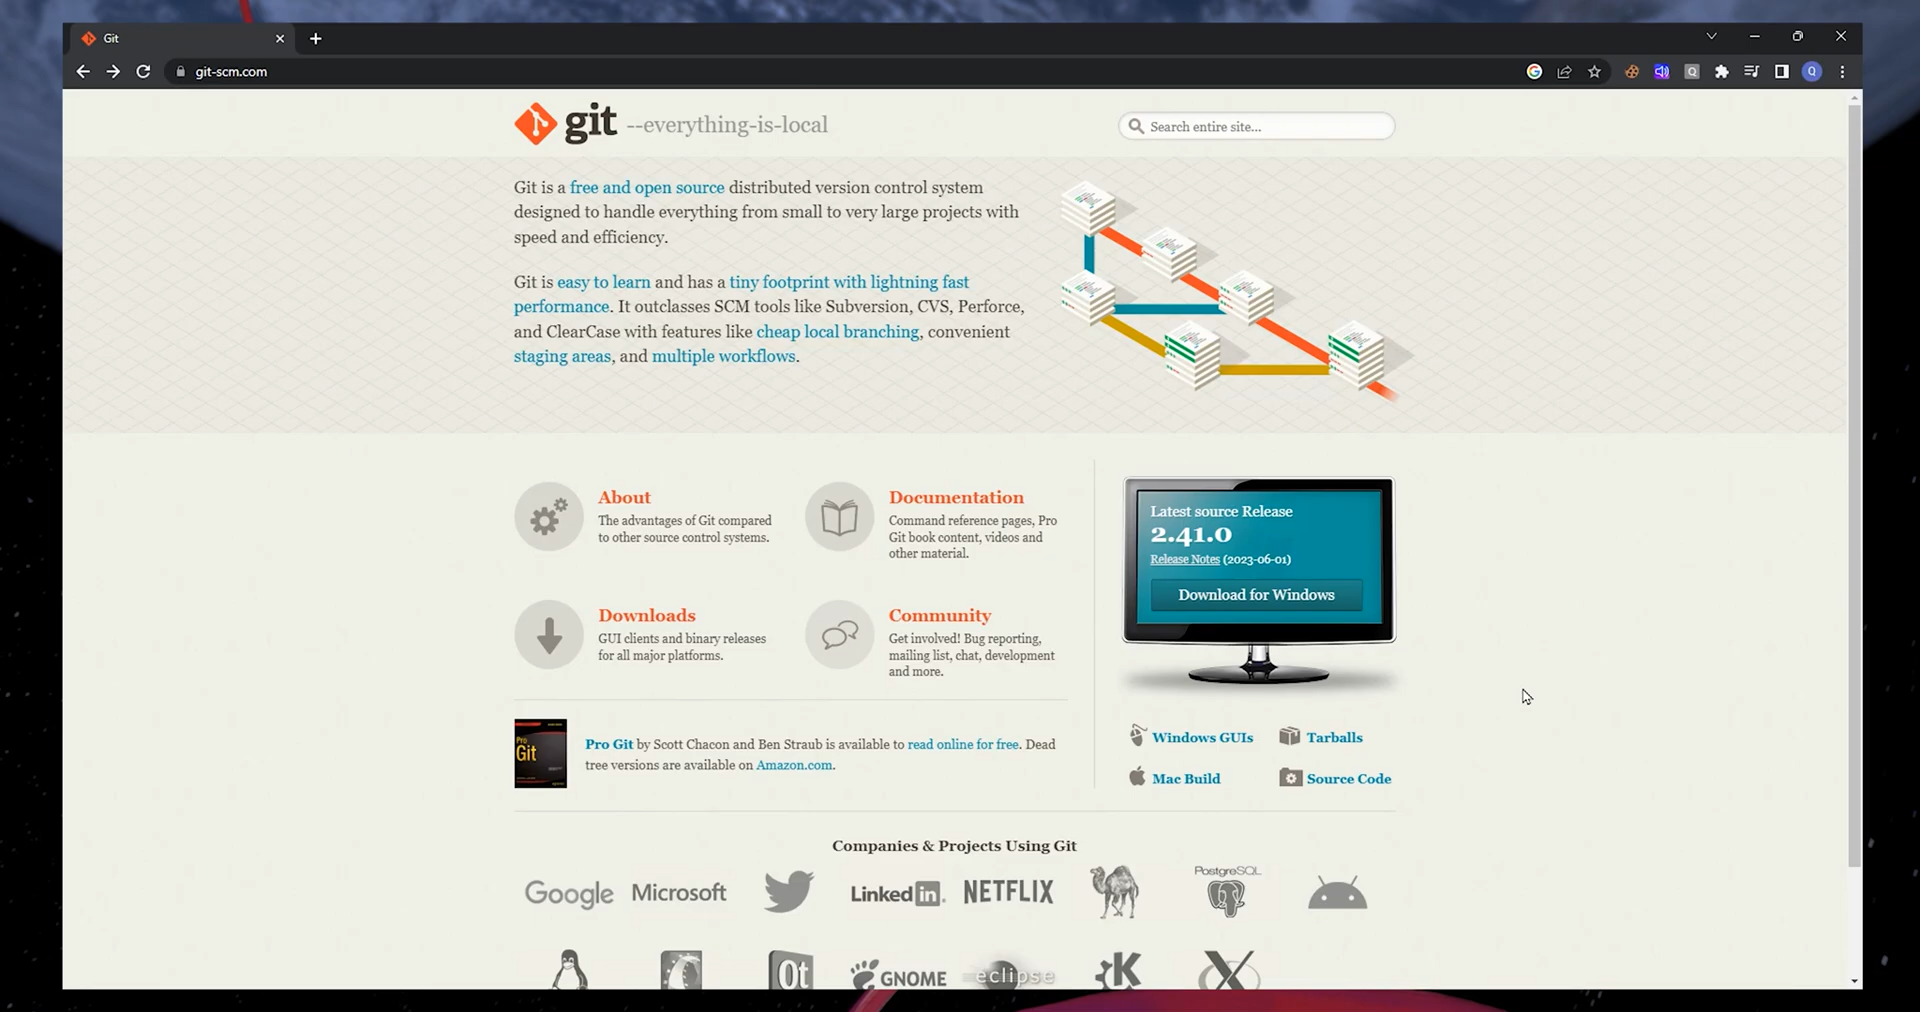 Git
git-scm.com
git --everything-is-local
Search entire site...
Git is a free and open source distributed version control system
designed to handle everything from small to very large projects with
speed and efficiency.
Git is easy to learn and has a tiny footprint with lightning fast
performance. It outclasses SCM tools like Subversion, CVS, Perforce,
and ClearCase with features like cheap local branching, convenient
staging areas, and multiple workflows.
About
The advantages of Git compared
to other source control systems.
Documentation
Command reference pages, Pro
Git book content, videos and
other material.
Downloads
GUI clients and binary releases
for all major platforms.
Community
Get involved! Bug reporting,
mailing list, chat, development
and more.
Pro
Git
Pro Git by Scott Chacon and Ben Straub is available to read online for free. Dead
tree versions are available on Amazon.com.
Latest source Release
2.41.0
Release Notes (2023-06-01)
Download for Windows
Windows GUIs
Tarballs
Mac Build
Source Code
Companies & Projects Using Git
Google Microsoft LinkedIn NETFLIX PostgreSQL
Qt GNOME eclipse K X